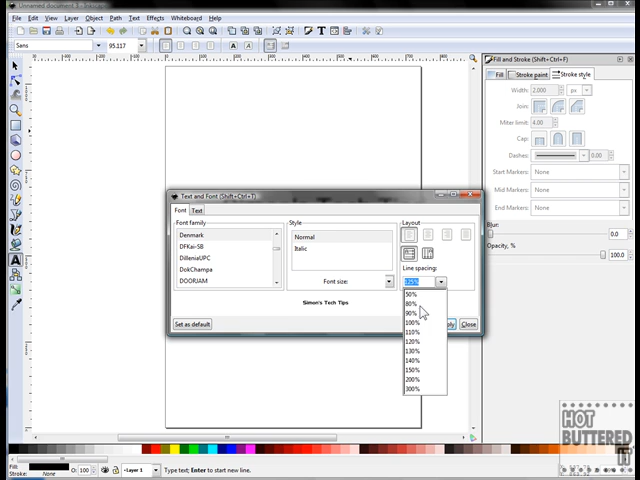 Unnamed document 1 - Inkscape
File Edit View Layer Object Path Text Effects Whiteboard Help
Sans 95.117
Fill and Stroke (Shift+Ctrl+F)
Fill Stroke paint Stroke style
Width: 2.000 px
Join:
Miter limit: 4.00
Cap:
Dashes: 0.00
Start Markers: None
Mid Markers: None
End Markers: None
Blur:
0.0
Opacity, %
100.0
Text and Font (Shift+Ctrl+T)
Font Text
Font family Style Layout
Denmark
DFKai-SB
DilleniaUPC
DokChampa
DOORJAM
Normal
Italic
Font size:
Line spacing:
125%
50%
80%
90%
100%
110%
120%
130%
140%
150%
200%
300%
Simon's Tech Tips
Set as default
Close
HOT
BUTTERED
IT
Fill:
Stroke: None
O: 100
Layer 1
Type text; Enter to start new line.